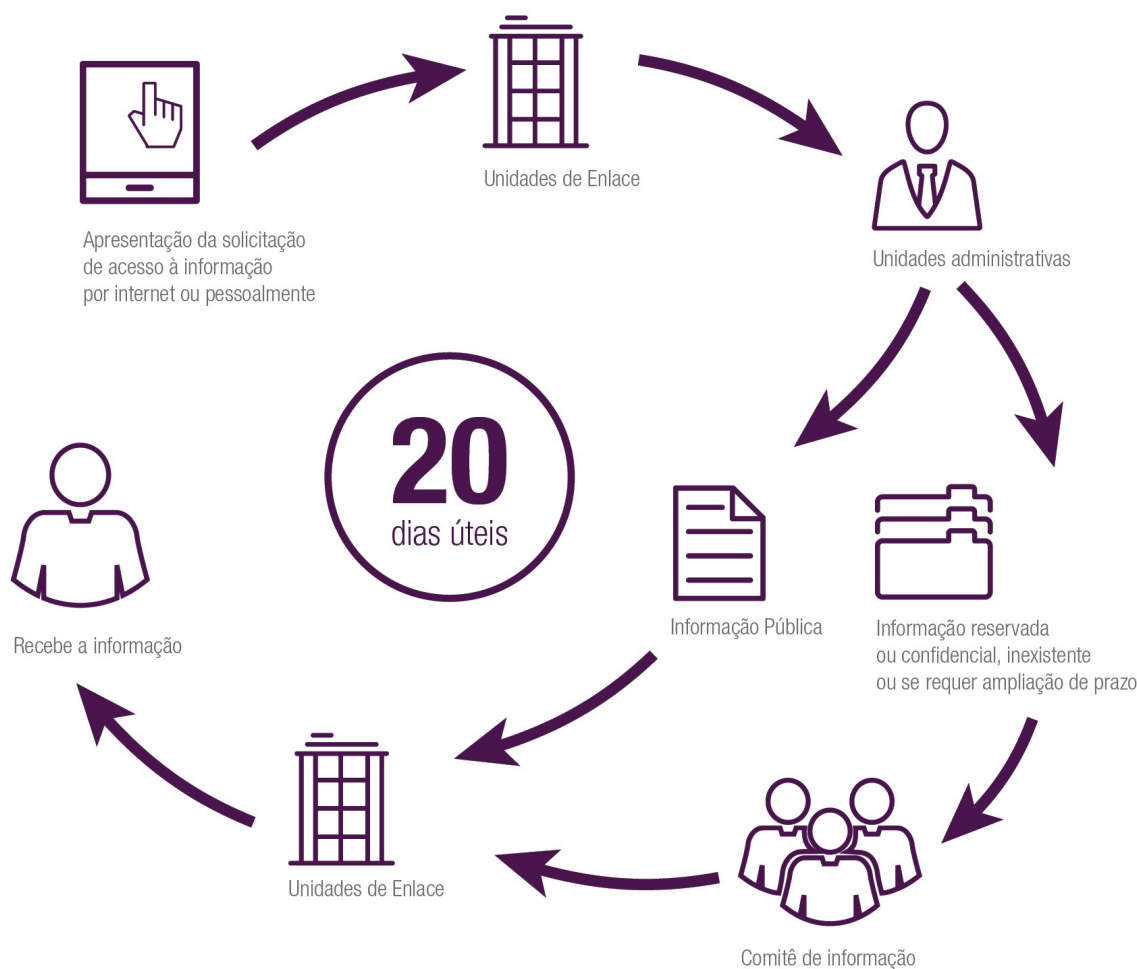 Apresentação da solicitação
de acesso à informação
por internet ou pessoalmente
Unidades de Enlace
Unidades administrativas
20
dias úteis
Informação Pública
Informação reservada
ou confidencial, inexistente
ou se requer ampliação de prazo
Comitê de informação
Unidades de Enlace
Recebe a informação